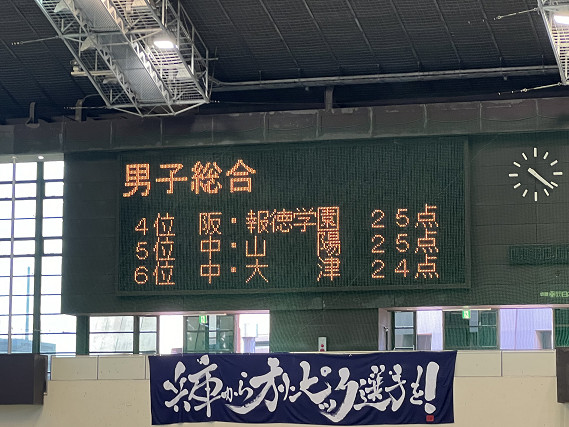 男子総合
4位 阪・報徳学園 25点
5位 中・山 陽 25点
6位 中・大 津 24点
兵庫からオリンピック選手を!